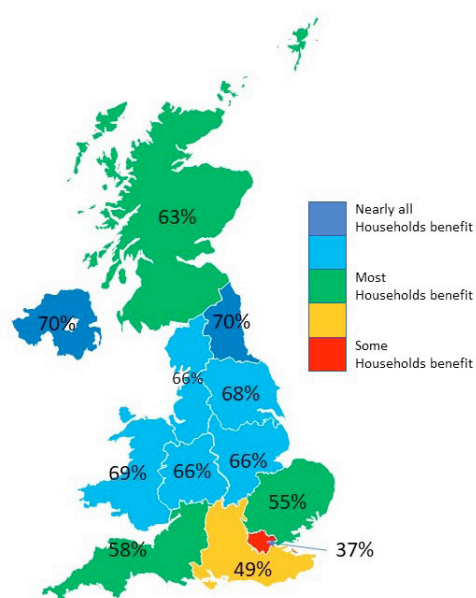 63%
Nearly all
Households benefit
Most
Households benefit
Some
Households benefit
70%
70%
66%
68%
69%
66%
66%
55%
58%
37%
49%